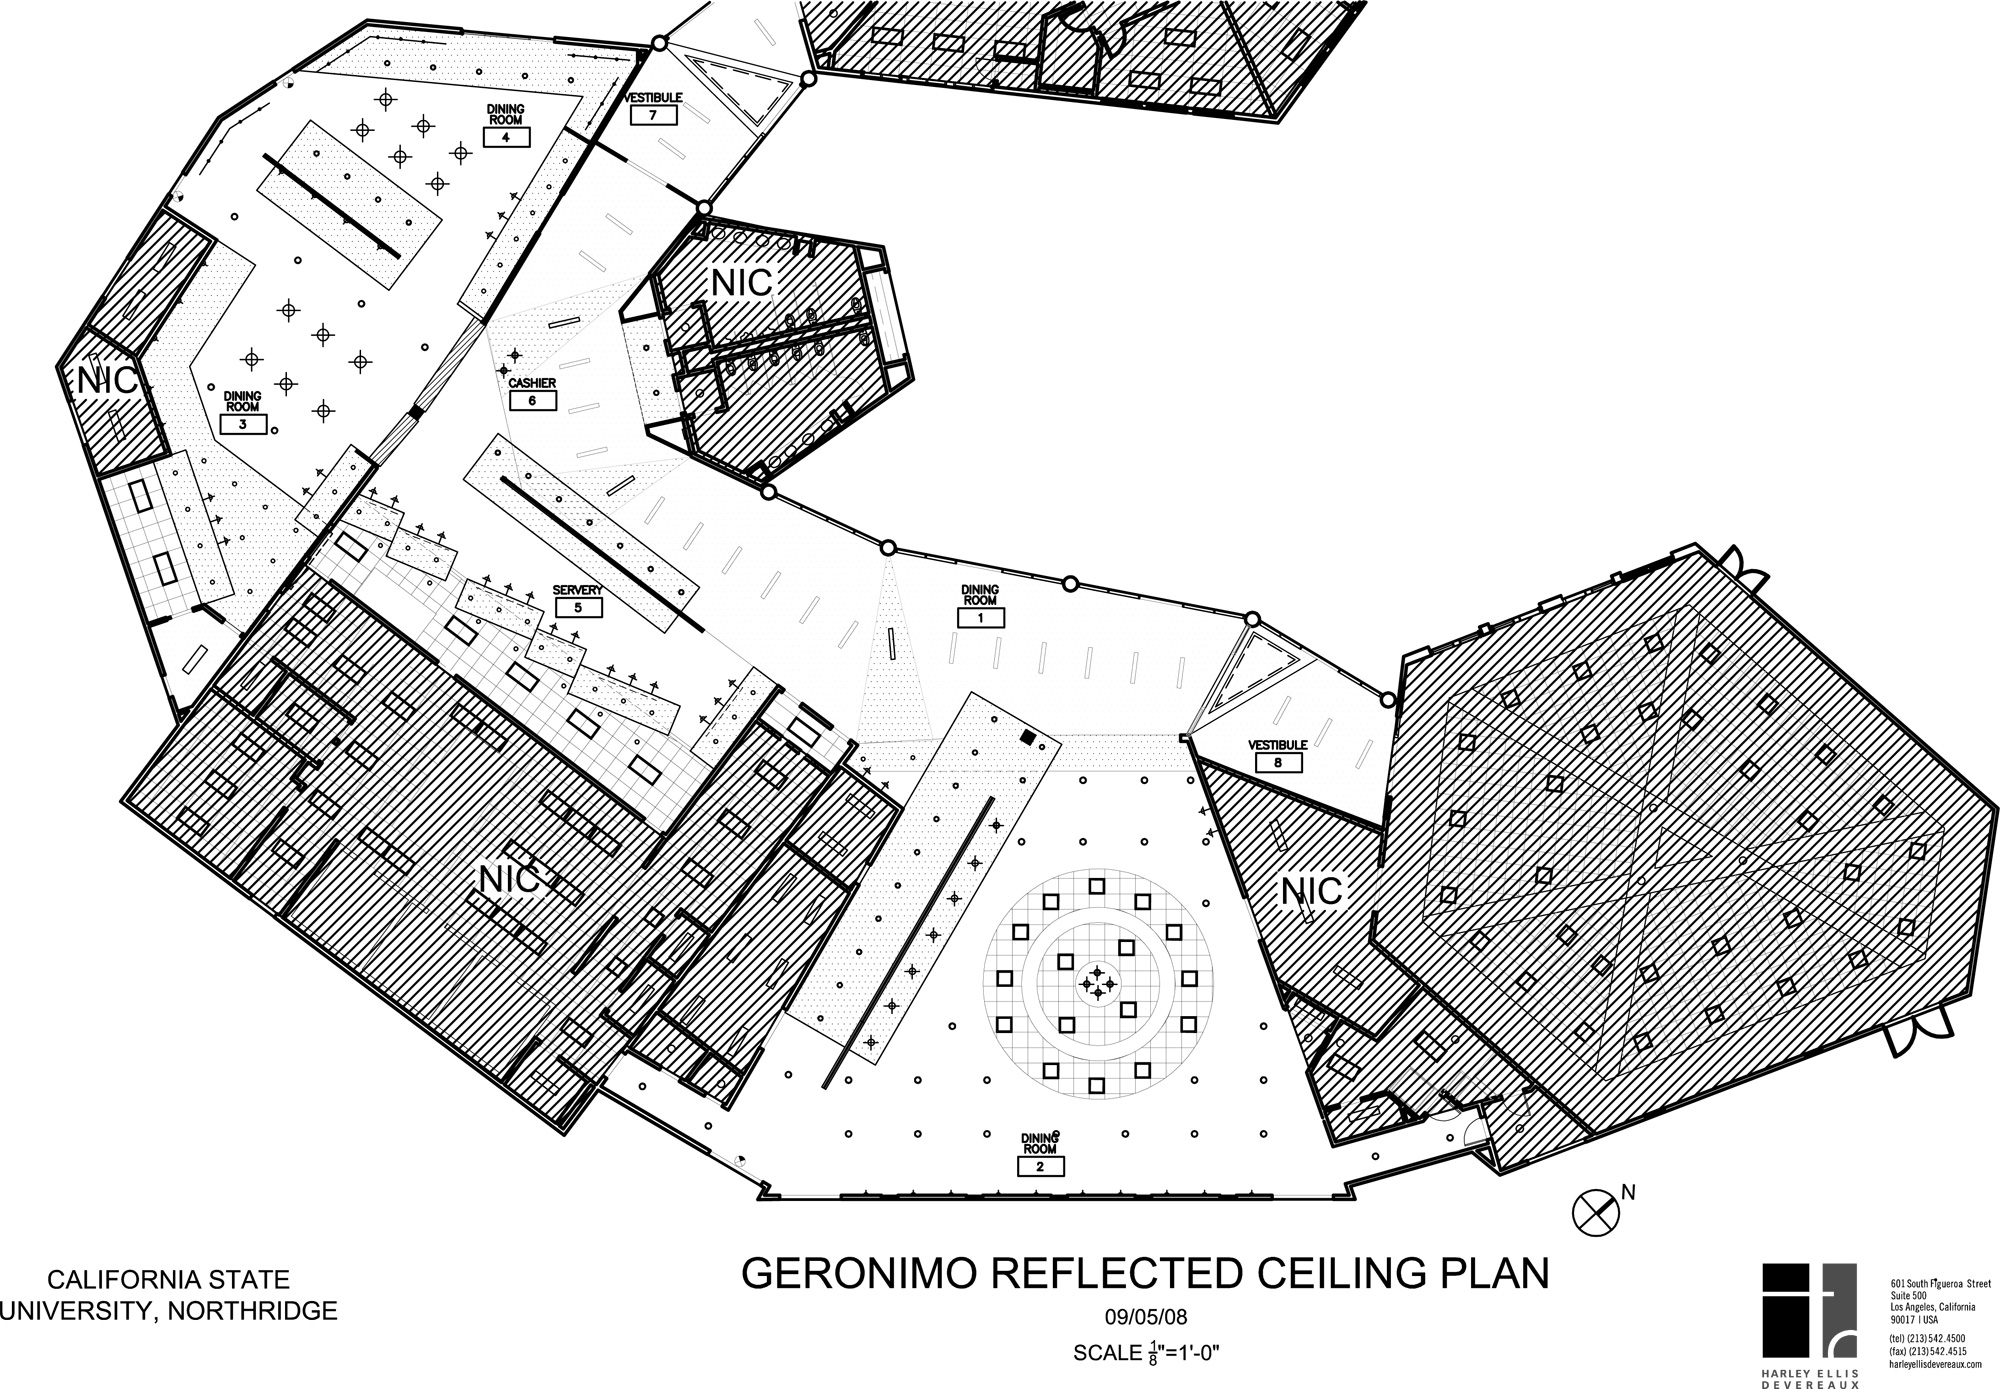 VESTIBULE
7
DINING
ROOM
4
NIC
NIC
CASHIER
6
DINING
ROOM
3
SERVERY
5
DINING
ROOM
1
VESTIBULE
8
NIC
NIC
DINING
ROOM
2
N
CALIFORNIA STATE
UNIVERSITY, NORTHRIDGE
GERONIMO REFLECTED CEILING PLAN
09/05/08
SCALE 1/8"=1'-0"
HARLEY ELLIS
DEVEREAUX
601 South Figueroa Street
Suite 500
Los Angeles, California
90017 | USA
(tel) (213) 542.4500
(fax) (213) 542.4515
harleyellisdevereaux.com